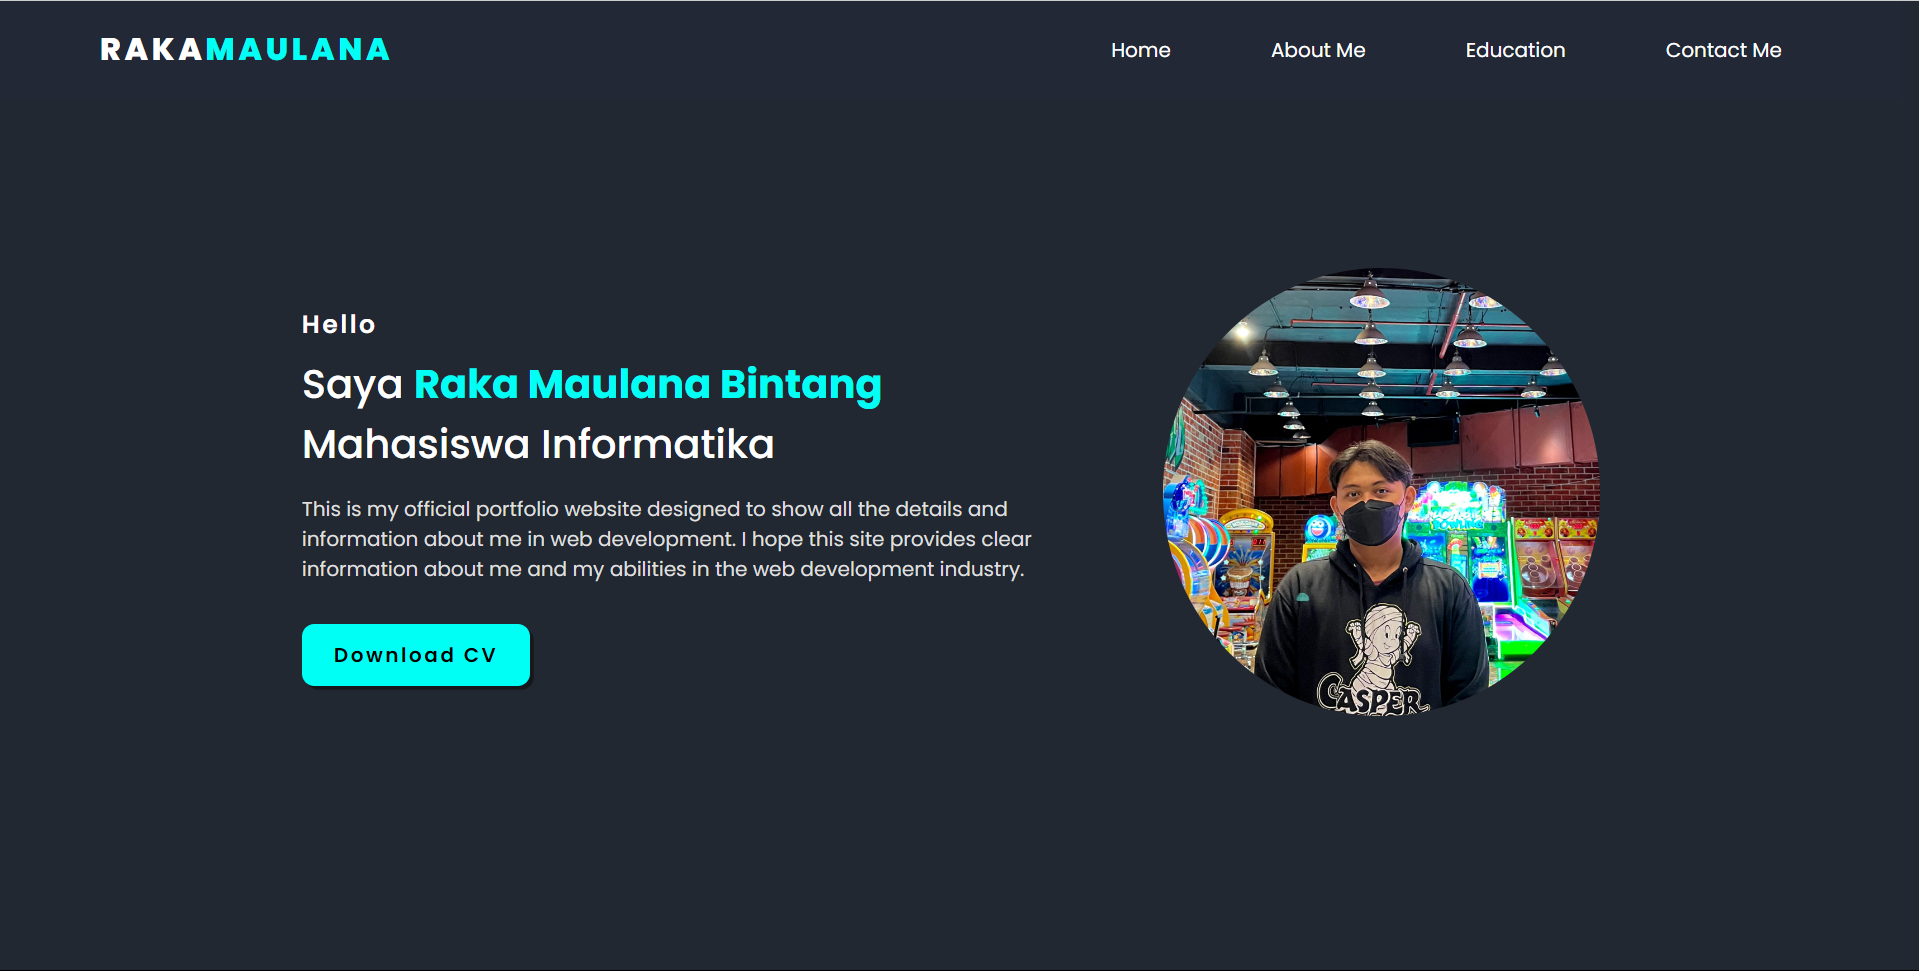 RAKAMAULANA
Home
About Me
Education
Contact Me
Hello
Saya Raka Maulana Bintang
Mahasiswa Informatika
This is my official portfolio website designed to show all the details and
information about me in web development. I hope this site provides clear
information about me and my abilities in the web development industry.
Download CV
BOWLING
CASPER